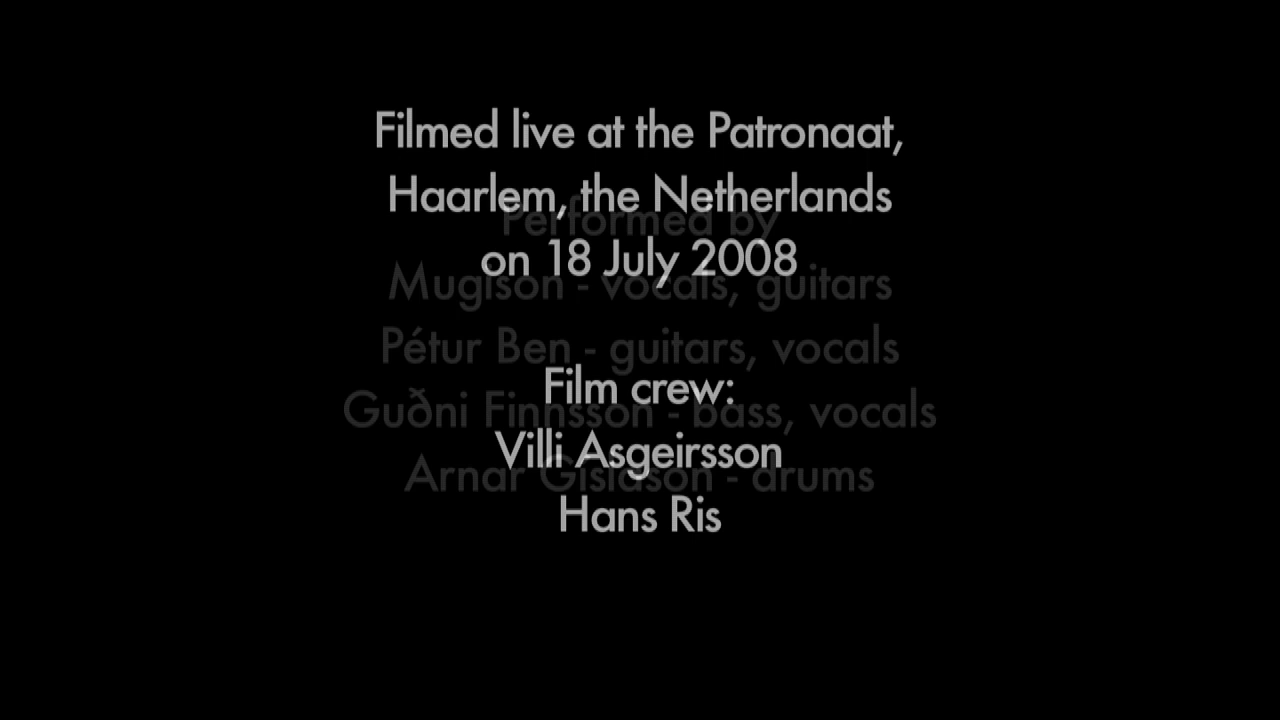 Filmed live at the Patronaat,
Haarlem, the Netherlands
on 18 July 2008
Film crew:
Villi Asgeirsson
Hans Ris
Performed by
Mugison - vocals, guitars
Pétur Ben - guitars, vocals
Guðni Finnsson - bass, vocals
Arnar Gíslason - drums